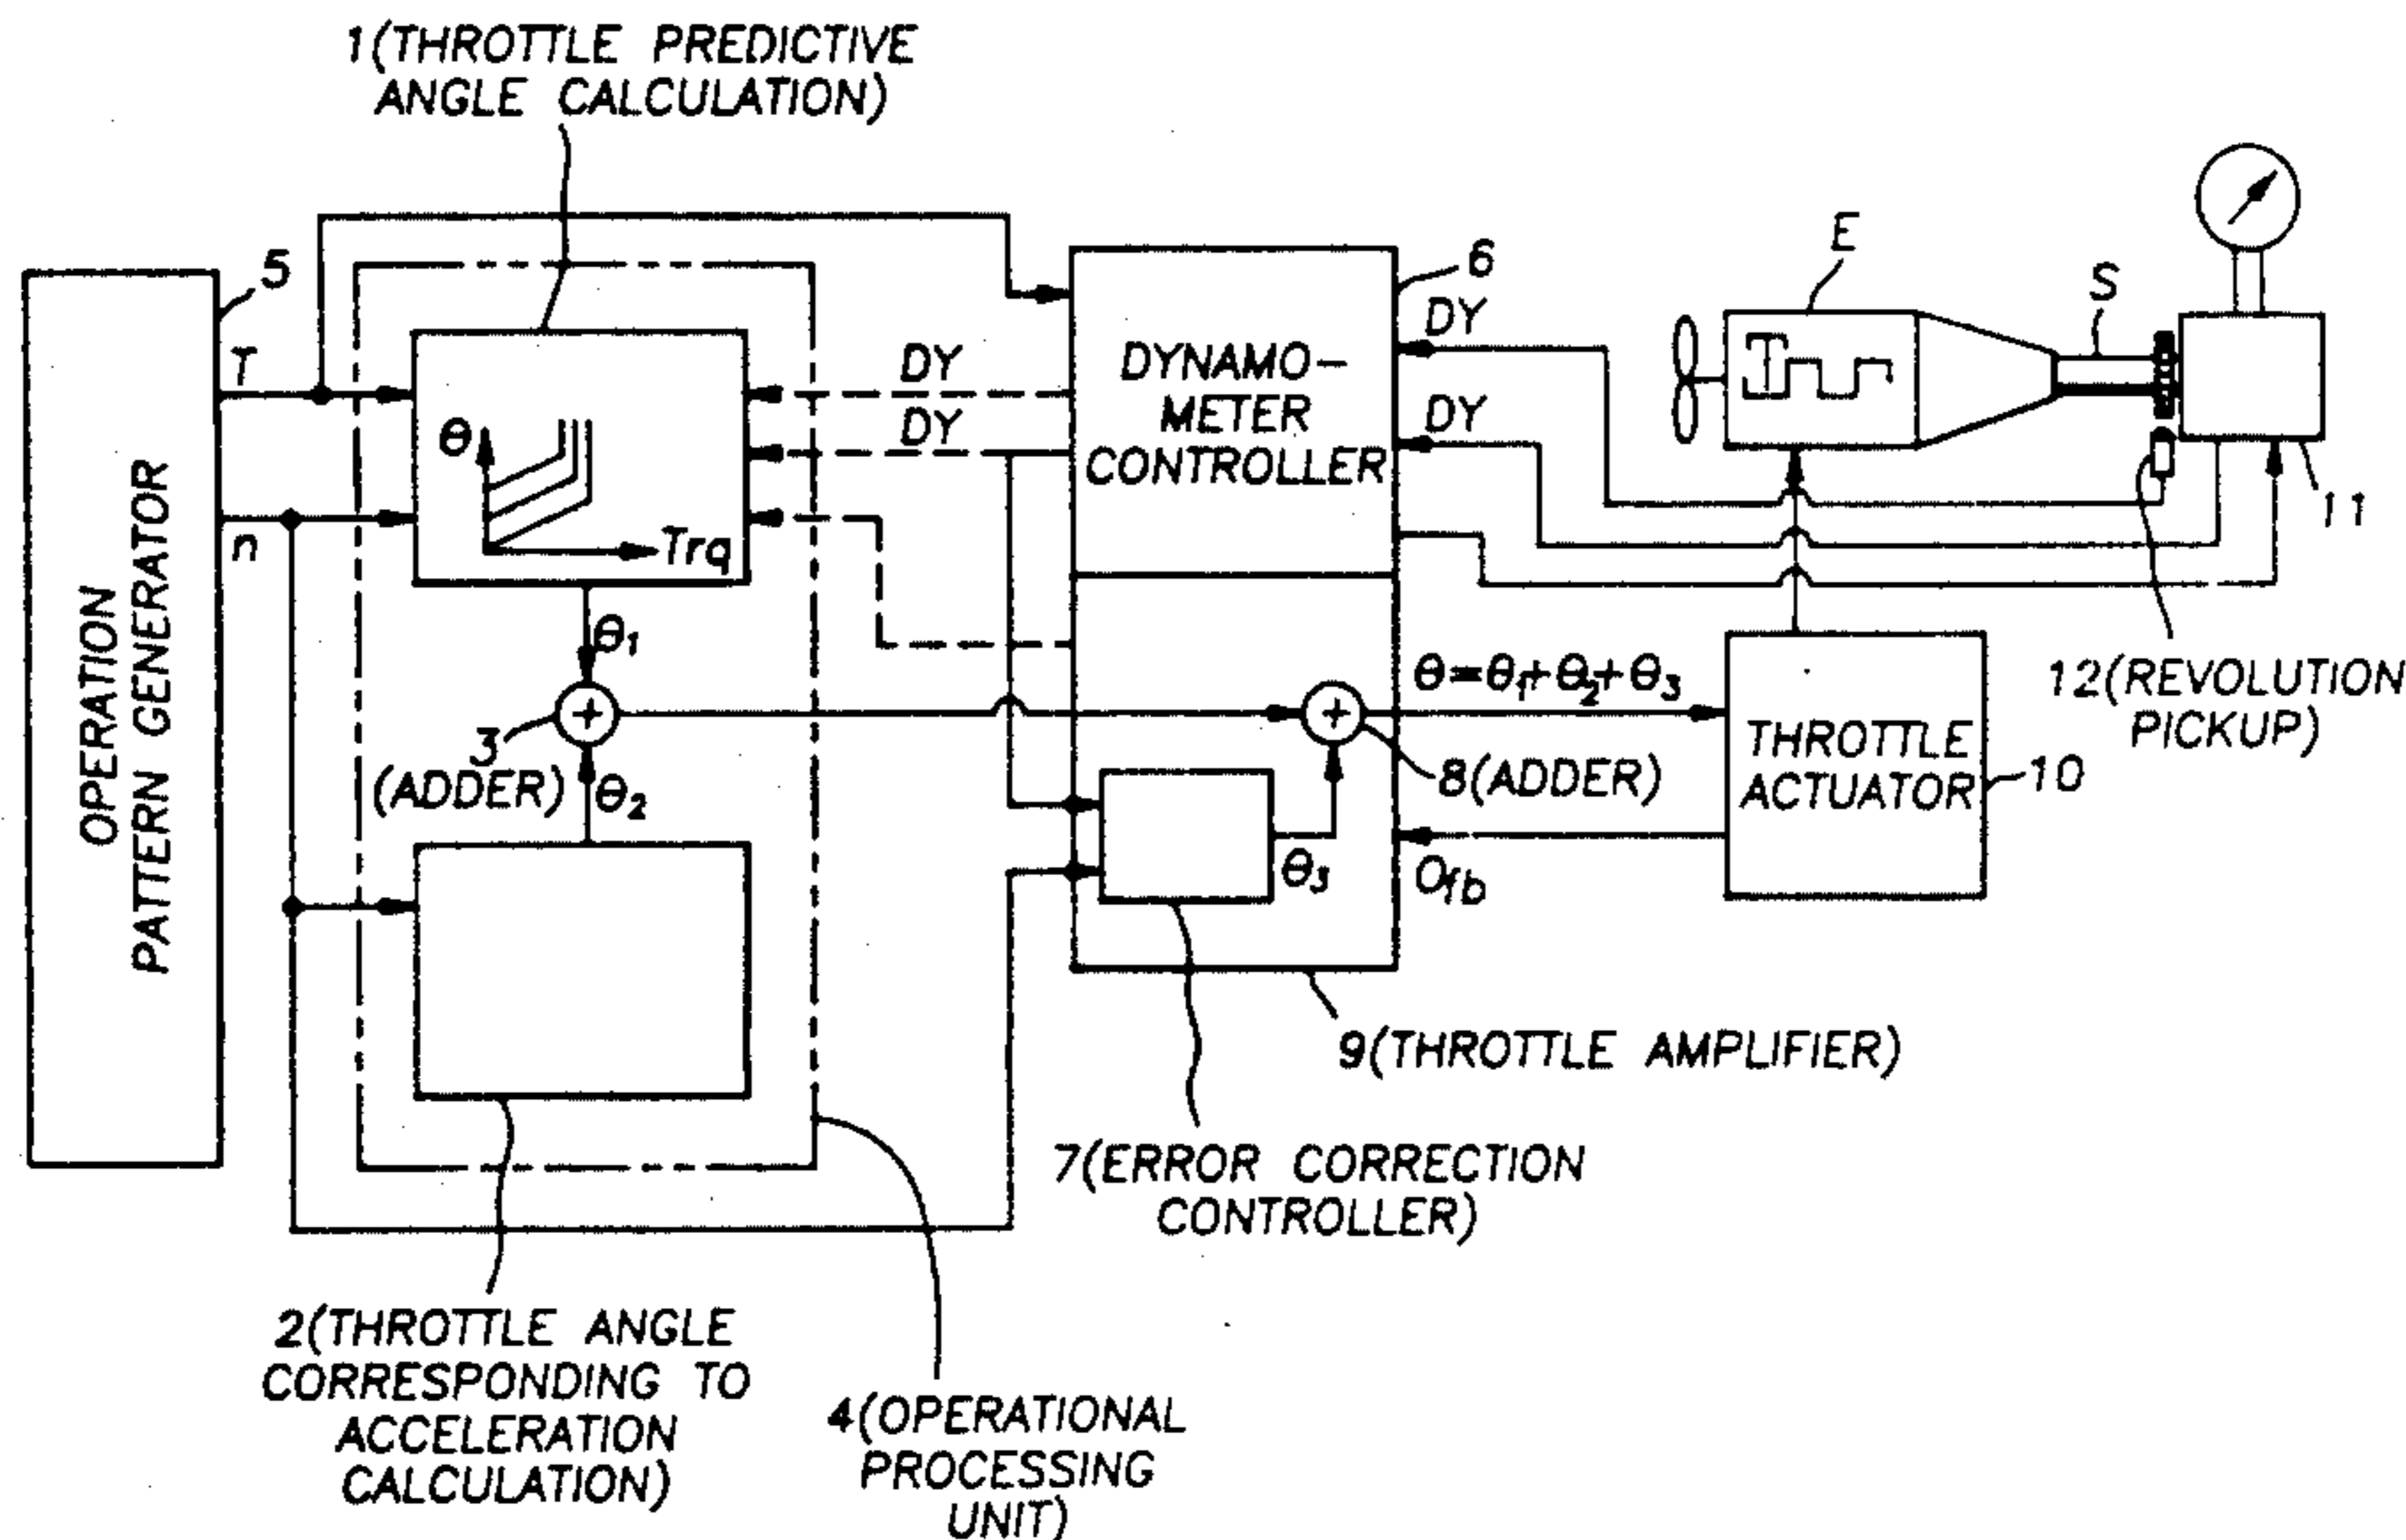 1(THROTTLE PREDICTIVE
ANGLE CALCULATION)
5
OPERATION
PATTERN GENERATOR
T
n
θ
Trq
DY
DY
6
DYNAMO-
METER
CONTROLLER
DY
DY
E
S
11
12(REVOLUTION
PICKUP)
θ1
3
(ADDER)
θ2
θ=θ1+θ2+θ3
8(ADDER)
θ3
Ofb
THROTTLE
ACTUATOR
10
9(THROTTLE AMPLIFIER)
7(ERROR CORRECTION
CONTROLLER)
2(THROTTLE ANGLE
CORRESPONDING TO
ACCELERATION
CALCULATION)
4(OPERATIONAL
PROCESSING
UNIT)